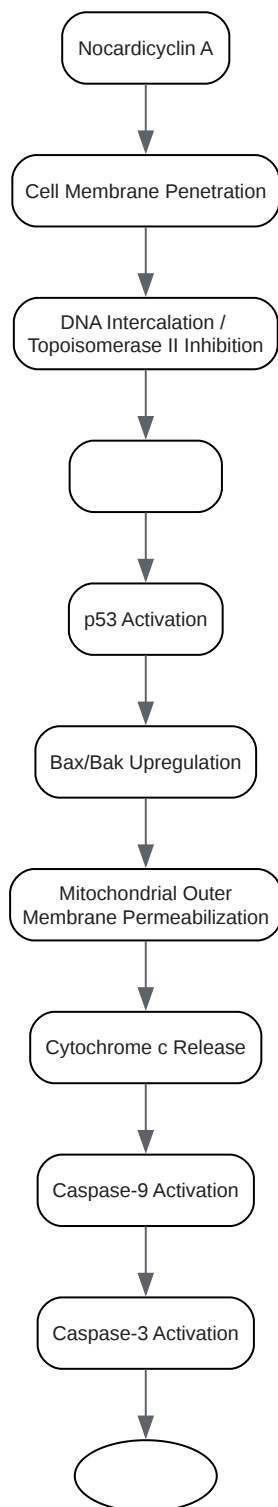 Nocardicyclin A
Cell Membrane Penetration
DNA Intercalation /
Topoisomerase II Inhibition
p53 Activation
Bax/Bak Upregulation
Mitochondrial Outer
Membrane Permeabilization
Cytochrome c Release
Caspase-9 Activation
Caspase-3 Activation